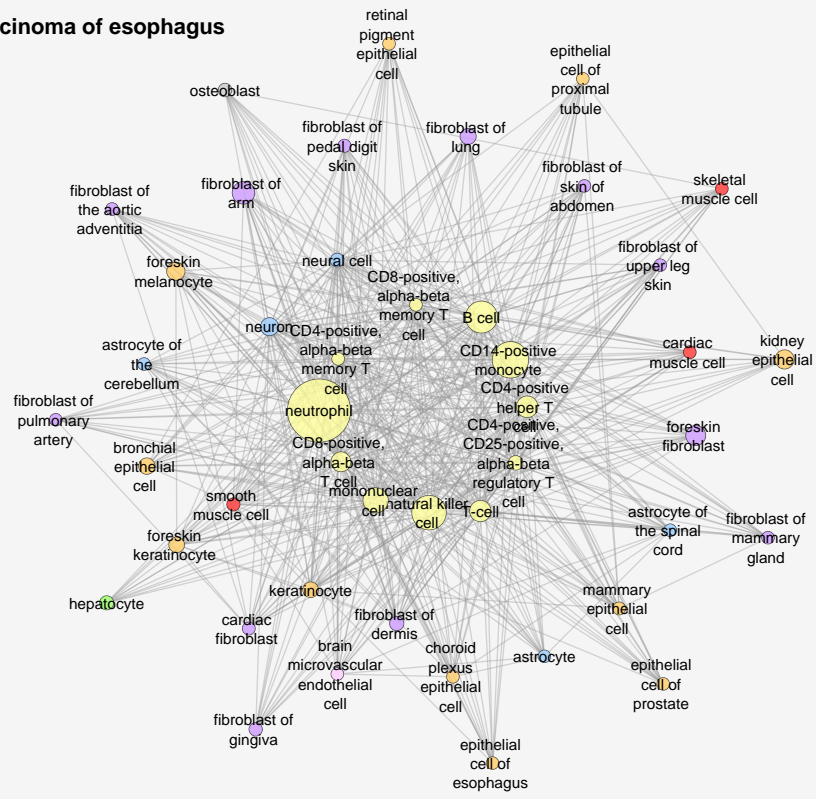 cinoma of esophagus
retinal
pigment
epithelial
cell
epithelial
cell of
proximal
tubule
osteoblast
fibroblast of
pedal digit
skin
fibroblast of
lung
fibroblast of
skin of
abdomen
skeletal
muscle cell
fibroblast of
the aortic
adventitia
fibroblast of
arm
foreskin
melanocyte
neural cell
fibroblast of
upper leg
skin
CD8-positive,
alpha-beta
memory T
cell
B cell
neuron
CD4-positive,
alpha-beta
memory T
cell
CD14-positive
monocyte
cardiac
muscle cell
kidney
epithelial
cell
astrocyte of
the
cerebellum
CD4-positive
helper T
cell
neutrophil
fibroblast of
pulmonary
artery
CD4-positive,
CD25-positive,
alpha-beta
regulatory T
cell
foreskin
fibroblast
bronchial
epithelial
cell
CD8-positive,
alpha-beta
T cell
mononuclear
cell
natural killer
cell
T-cell
smooth
muscle cell
astrocyte of
the spinal
cord
fibroblast of
mammary
gland
foreskin
keratinocyte
hepatocyte
keratinocyte
mammary
epithelial
cell
cardiac
fibroblast
fibroblast of
dermis
brain
microvascular
endothelial
cell
choroid
plexus
epithelial
cell
astrocyte
epithelial
cell of
prostate
fibroblast of
gingiva
epithelial
cell of
esophagus